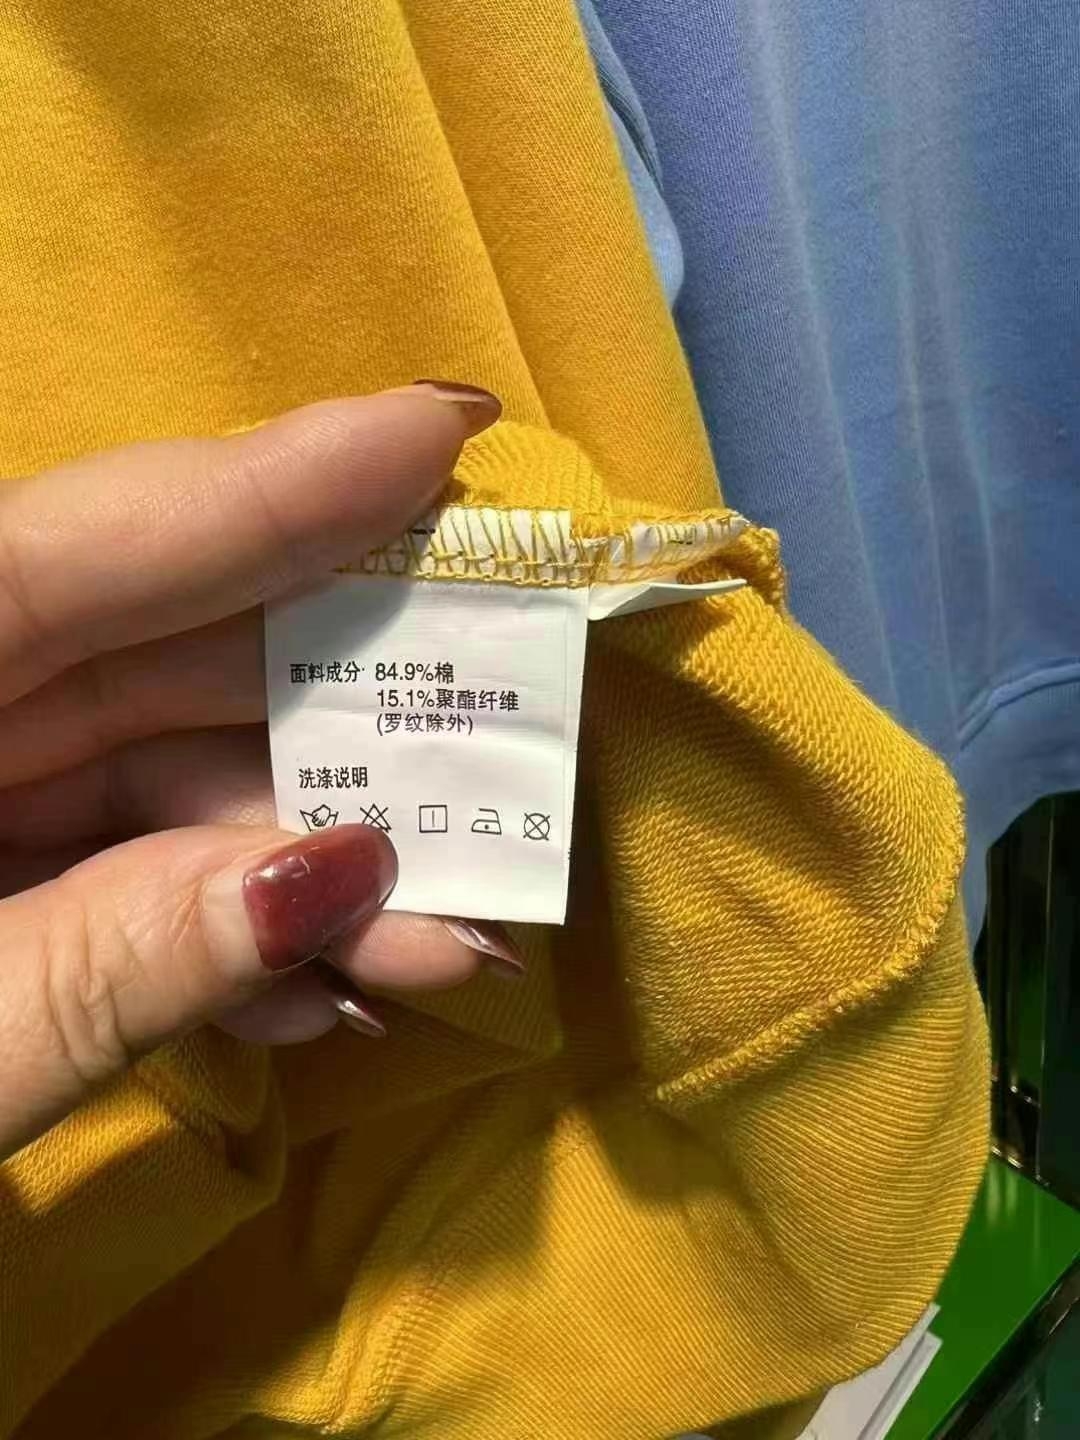 面料成分: 84.9%棉
15.1%聚酯纤维
(罗纹除外)
洗涤说明